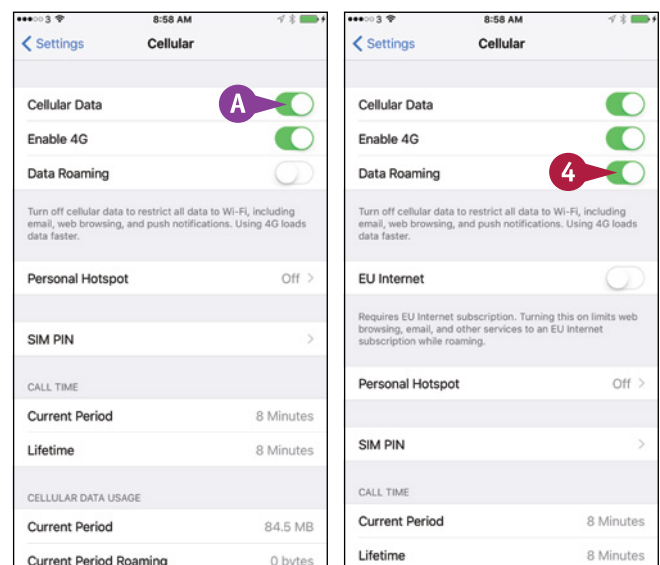 3 8:58 AM
Settings Cellular
Cellular Data A
Enable 4G
Data Roaming
Turn off cellular data to restrict all data to Wi-Fi, including
email, web browsing, and push notifications. Using 4G loads
data faster.
Personal Hotspot Off
SIM PIN
CALL TIME
Current Period 8 Minutes
Lifetime 8 Minutes
CELLULAR DATA USAGE
Current Period 84.5 MB
Current Period Roaming 0 bytes
3 8:58 AM
Settings Cellular
Cellular Data
Enable 4G
Data Roaming 4
Turn off cellular data to restrict all data to Wi-Fi, including
email, web browsing, and push notifications. Using 4G loads
data faster.
EU Internet
Requires EU Internet subscription. Turning this on limits web
browsing, email, and other services to an EU Internet
subscription while roaming.
Personal Hotspot Off
SIM PIN
CALL TIME
Current Period 8 Minutes
Lifetime 8 Minutes